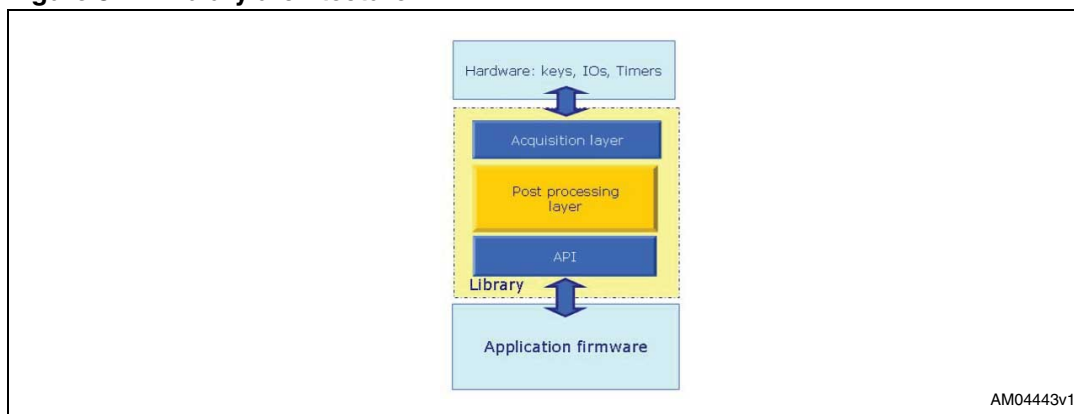 Hardware: keys, IOs, Timers
Acquisition layer
Post processing
layer
API
Library
Application firmware
AM04443v1